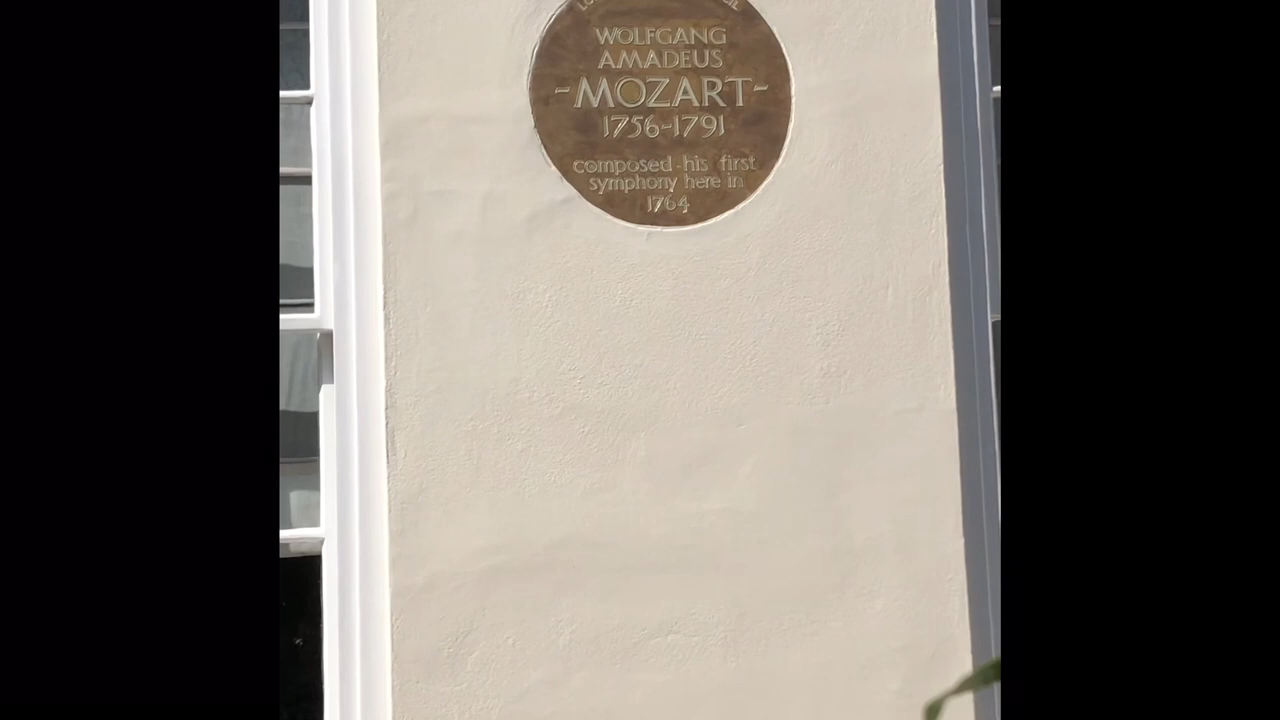 WOLFGANG
AMADEUS
-MOZART-
1756-1791
composed his first
symphony here in
1764